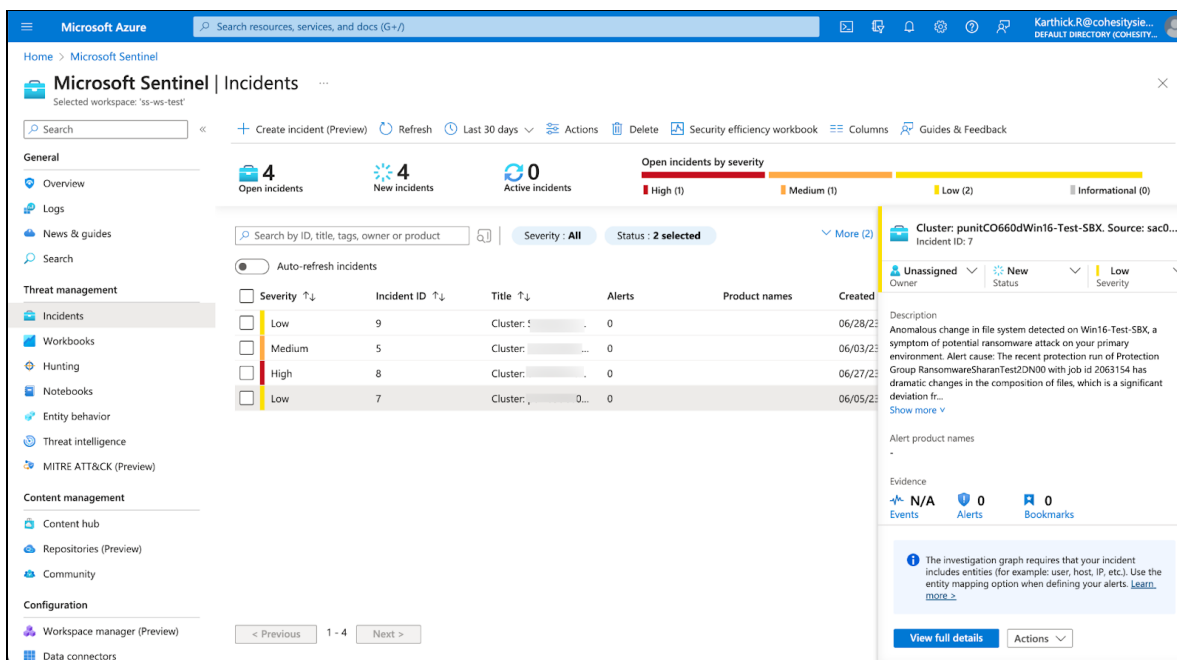 Microsoft Azure
Search resources, services, and docs (G+/)
Karthick.R@cohesitysie...
DEFAULT DIRECTORY (COHESITY...
Home > Microsoft Sentinel
Microsoft Sentinel | Incidents ...
Selected workspace: 'ss-ws-test'
Search
«
+ Create incident (Preview) Refresh Last 30 days Actions Delete Security efficiency workbook Columns Guides & Feedback
General
Overview
Logs
News & guides
Search
Threat management
Incidents
Workbooks
Hunting
Notebooks
Entity behavior
Threat intelligence
MITRE ATT&CK (Preview)
Content management
Content hub
Repositories (Preview)
Community
Configuration
Workspace manager (Preview)
Data connectors
4
Open incidents
4
New incidents
0
Active incidents
Open incidents by severity
High (1) Medium (1) Low (2) Informational (0)
Search by ID, title, tags, owner or product
Severity : All
Status : 2 selected
More (2)
Auto-refresh incidents
Severity ↑↓ Incident ID ↑↓ Title ↑↓ Alerts Product names Created
Low 9 Cluster: . 0 06/28/23
Medium 5 Cluster: ... 0 06/03/23
High 8 Cluster: . 0 06/27/23
Low 7 Cluster: 0... 0 06/05/23
< Previous 1 - 4 Next >
Cluster: punitCO660dWin16-Test-SBX. Source: sac0...
Incident ID: 7
Unassigned New Low
Owner Status Severity
Description
Anomalous change in file system detected on Win16-Test-SBX, a
symptom of potential ransomware attack on your primary
environment. Alert cause: The recent protection run of Protection
Group RansomwareSharanTest2DN00 with job id 2063154 has
dramatic changes in the composition of files, which is a significant
deviation fr...
Show more
Alert product names
-
Evidence
N/A 0 0
Events Alerts Bookmarks
The investigation graph requires that your incident
includes entities (for example: user, host, IP, etc.). Use the
entity mapping option when defining your alerts. Learn
more >
View full details Actions